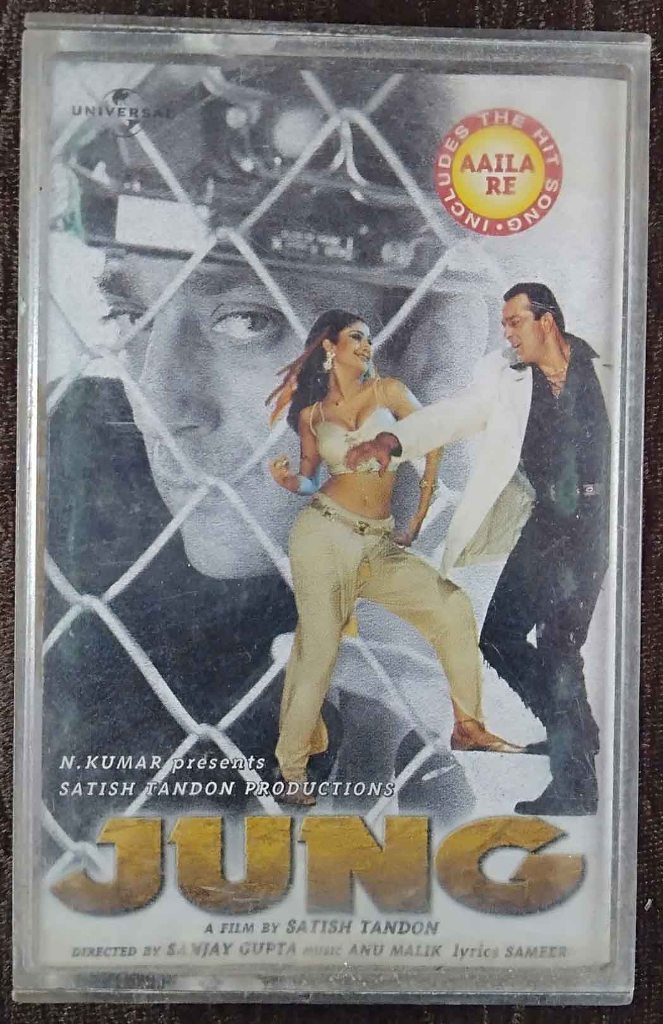 UNIVERSAL
INCLUDES THE HIT SONG •
AAILA
RE
N.KUMAR presents
SATISH TANDON PRODUCTIONS
JUNG
A FILM BY SATISH TANDON
DIRECTED BY SANJAY GUPTA MUSIC ANU MALIK lyrics SAMEER